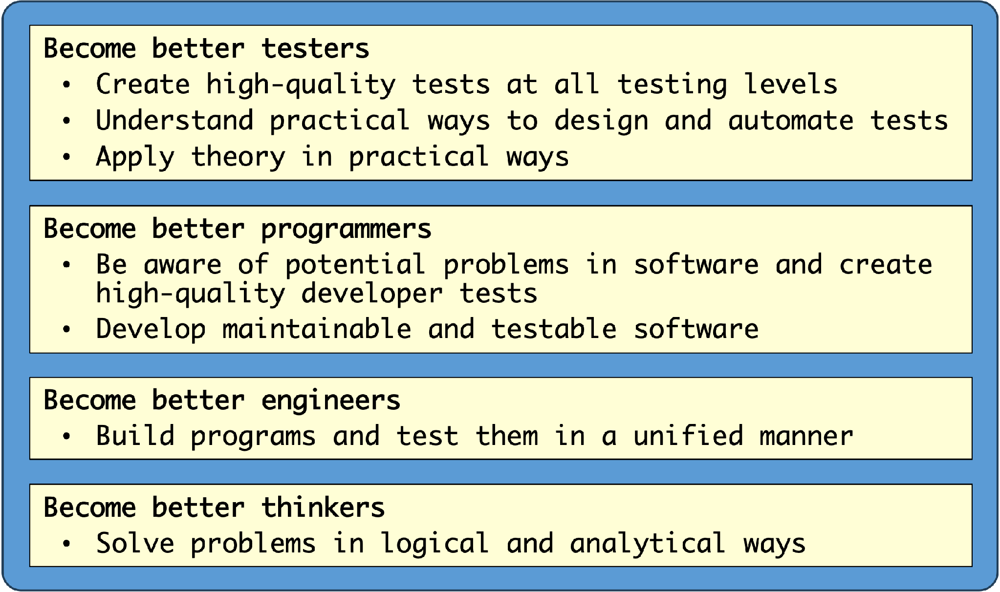 Become better testers
• Create high-quality tests at all testing levels
• Understand practical ways to design and automate tests
• Apply theory in practical ways
Become better programmers
• Be aware of potential problems in software and create
high-quality developer tests
• Develop maintainable and testable software
Become better engineers
• Build programs and test them in a unified manner
Become better thinkers
• Solve problems in logical and analytical ways